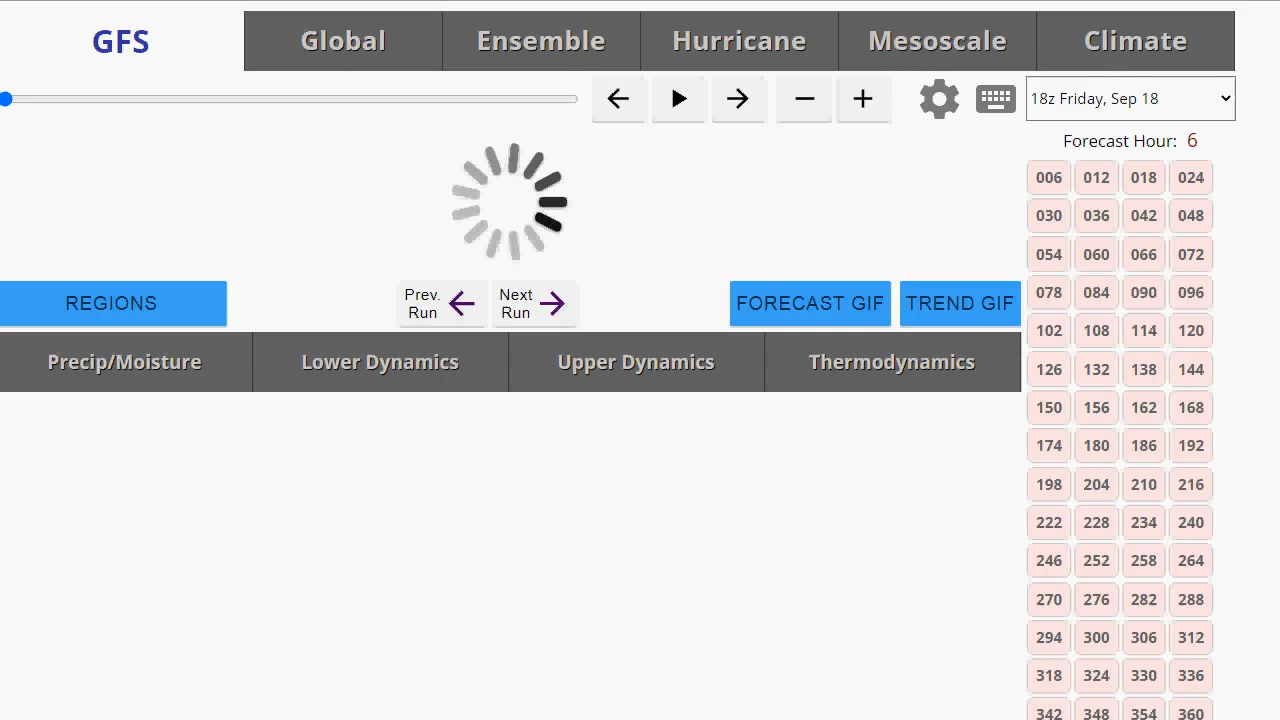 GFS Global Ensemble Hurricane Mesoscale Climate
18z Friday, Sep 18
Forecast Hour: 6
006 012 018 024
030 036 042 048
054 060 066 072
078 084 090 096
102 108 114 120
126 132 138 144
150 156 162 168
174 180 186 192
198 204 210 216
222 228 234 240
246 252 258 264
270 276 282 288
294 300 306 312
318 324 330 336
342 348 354 360
REGIONS
Prev.
Run
Next
Run
FORECAST GIF
TREND GIF
Precip/Moisture Lower Dynamics Upper Dynamics Thermodynamics